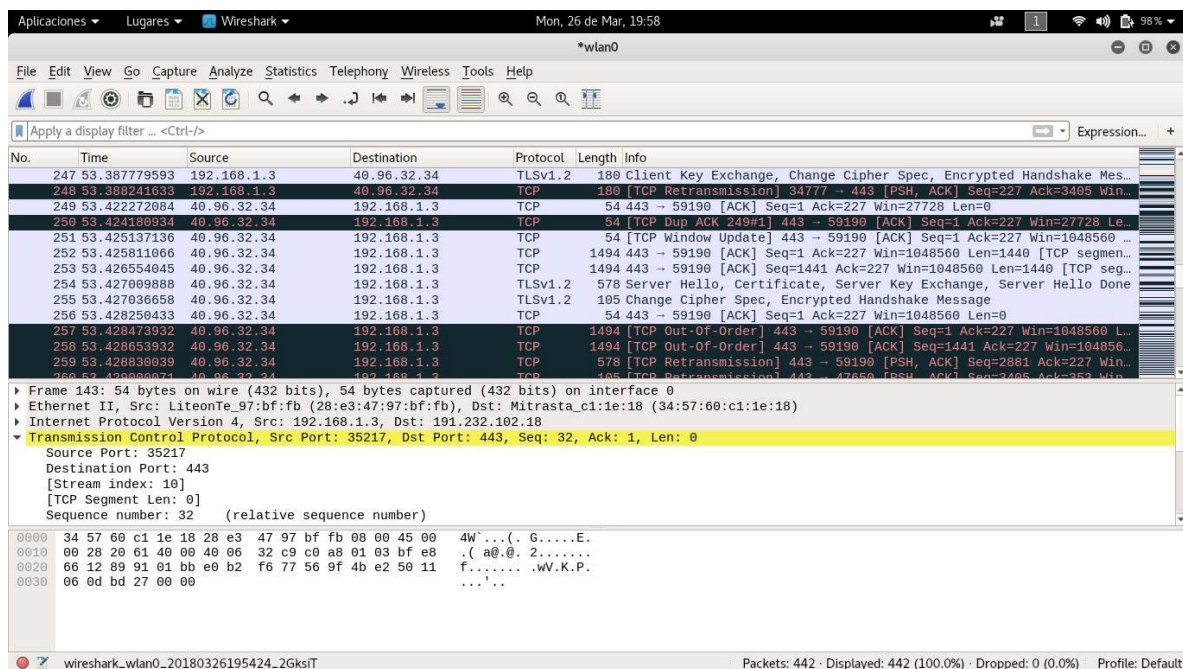 Aplicaciones Lugares Wireshark Mon, 26 de Mar, 19:58 1 98%
*wlan0
File Edit View Go Capture Analyze Statistics Telephony Wireless Tools Help
Apply a display filter ... <Ctrl-/> Expression... +
No. Time Source Destination Protocol Length Info
247 53.387779593 192.168.1.3 40.96.32.34 TLSv1.2 180 Client Key Exchange, Change Cipher Spec, Encrypted Handshake Mes...
248 53.388241633 192.168.1.3 40.96.32.34 TCP 180 [TCP Retransmission] 34777 → 443 [PSH, ACK] Seq=227 Ack=3405 Win...
249 53.422272084 40.96.32.34 192.168.1.3 TCP 54 443 → 59190 [ACK] Seq=1 Ack=227 Win=27728 Len=0
250 53.424180934 40.96.32.34 192.168.1.3 TCP 54 [TCP Dup ACK 249#1] 443 → 59190 [ACK] Seq=1 Ack=227 Win=27728 Le...
251 53.425137136 40.96.32.34 192.168.1.3 TCP 54 [TCP Window Update] 443 → 59190 [ACK] Seq=1 Ack=227 Win=1048560 ...
252 53.425811066 40.96.32.34 192.168.1.3 TCP 1494 443 → 59190 [ACK] Seq=1 Ack=227 Win=1048560 Len=1440 [TCP segmen...
253 53.426554045 40.96.32.34 192.168.1.3 TCP 1494 443 → 59190 [ACK] Seq=1441 Ack=227 Win=1048560 Len=1440 [TCP seg...
254 53.427009888 40.96.32.34 192.168.1.3 TLSv1.2 578 Server Hello, Certificate, Server Key Exchange, Server Hello Done
255 53.427036658 40.96.32.34 192.168.1.3 TLSv1.2 105 Change Cipher Spec, Encrypted Handshake Message
256 53.428250433 40.96.32.34 192.168.1.3 TCP 54 443 → 59190 [ACK] Seq=1 Ack=227 Win=1048560 Len=0
257 53.428473932 40.96.32.34 192.168.1.3 TCP 1494 [TCP Out-Of-Order] 443 → 59190 [ACK] Seq=1 Ack=227 Win=1048560 L...
258 53.428653932 40.96.32.34 192.168.1.3 TCP 1494 [TCP Out-Of-Order] 443 → 59190 [ACK] Seq=1441 Ack=227 Win=104856...
259 53.428830039 40.96.32.34 192.168.1.3 TCP 578 [TCP Retransmission] 443 → 59190 [PSH, ACK] Seq=2881 Ack=227 Win...
260 53.429000071 40.96.32.34 192.168.1.3 TCP 105 [TCP Retransmission] 443 → 47650 [PSH, ACK] Seq=3405 Ack=353 Win...
Frame 143: 54 bytes on wire (432 bits), 54 bytes captured (432 bits) on interface 0
Ethernet II, Src: LiteonTe_97:bf:fb (28:e3:47:97:bf:fb), Dst: Mitrasta_c1:1e:18 (34:57:60:c1:1e:18)
Internet Protocol Version 4, Src: 192.168.1.3, Dst: 191.232.102.18
Transmission Control Protocol, Src Port: 35217, Dst Port: 443, Seq: 32, Ack: 1, Len: 0
Source Port: 35217
Destination Port: 443
[Stream index: 10]
[TCP Segment Len: 0]
Sequence number: 32 (relative sequence number)
0000 34 57 60 c1 1e 18 28 e3 47 97 bf fb 08 00 45 00 4W`...(. G.....E.
0010 00 28 20 61 40 00 40 06 32 c9 c0 a8 01 03 bf e8 .( a@.@. 2.......
0020 66 12 89 91 01 bb e0 b2 f6 77 56 9f 4b e2 50 11 f....... .wV.K.P.
0030 06 0d bd 27 00 00 ...'..
wireshark_wlan0_20180326195424_2GksiT Packets: 442 · Displayed: 442 (100.0%) · Dropped: 0 (0.0%) Profile: Default